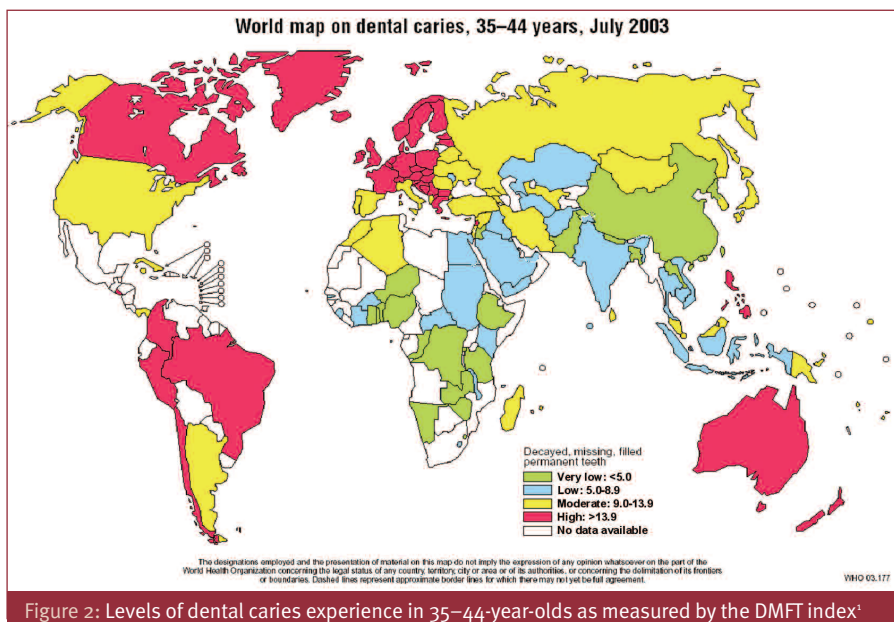 World map on dental caries, 35–44 years, July 2003
Decayed, missing, filled
permanent teeth
Very low: <5.0
Low: 5.0-8.9
Moderate: 9.0-13.9
High: >13.9
No data available
The designations employed and the presentation of material on this map do not imply the expression of any opinion whatsoever on the part of the
World Health Organization concerning the legal status of any country, territory, city or area or of its authorities, or concerning the delimitation of its frontiers
or boundaries. Dashed lines represent approximate border lines for which there may not yet be full agreement.
WHO 03.177
Figure 2: Levels of dental caries experience in 35–44-year-olds as measured by the DMFT index¹